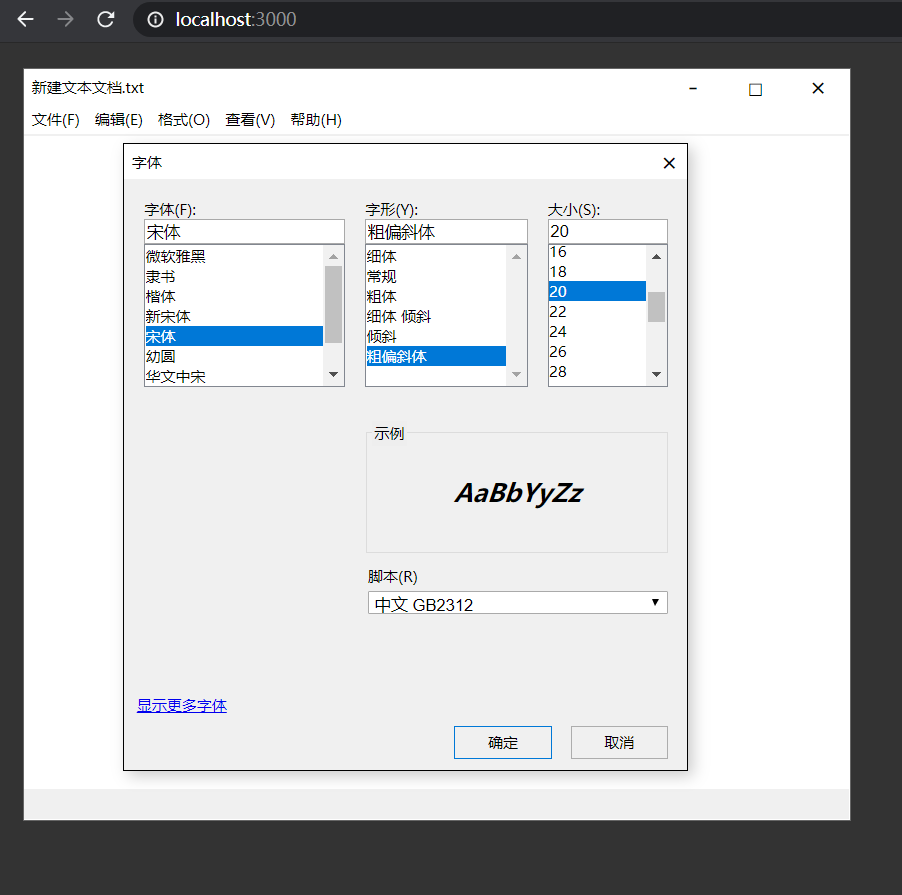 localhost:3000
新建文本文档.txt
文件(F) 编辑(E) 格式(O) 查看(V) 帮助(H)
字体
字体(F): 字形(Y): 大小(S):
宋体 粗偏斜体 20
微软雅黑 细体 16
隶书 常规 18
楷体 粗体 20
新宋体 细体 倾斜 22
宋体 倾斜 24
幼圆 粗偏斜体 26
华文中宋 28
示例
AaBbYyZz
脚本(R)
中文 GB2312
显示更多字体
确定 取消